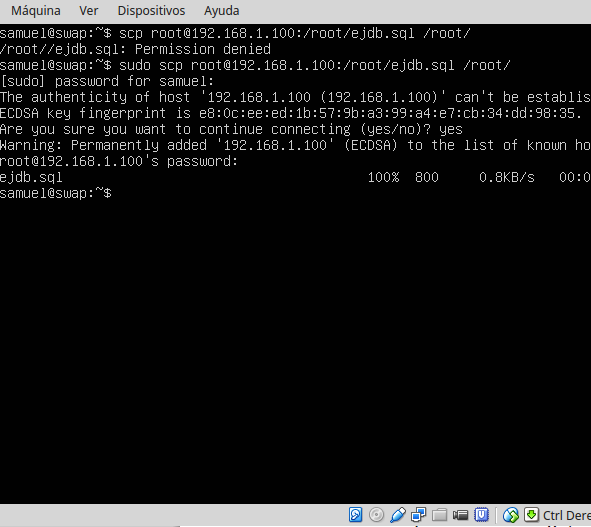 Máquina Ver Dispositivos Ayuda
samuel@swap:~$ scp root@192.168.1.100:/root/ejdb.sql /root/
/root//ejdb.sql: Permission denied
samuel@swap:~$ sudo scp root@192.168.1.100:/root/ejdb.sql /root/
[sudo] password for samuel:
The authenticity of host '192.168.1.100 (192.168.1.100)' can't be establis
ECDSA key fingerprint is e8:0c:ee:ed:1b:57:9b:a3:99:a4:e7:cb:34:dd:98:35.
Are you sure you want to continue connecting (yes/no)? yes
Warning: Permanently added '192.168.1.100' (ECDSA) to the list of known ho
root@192.168.1.100's password:
ejdb.sql 100% 800 0.8KB/s 00:0
samuel@swap:~$
Ctrl Dere